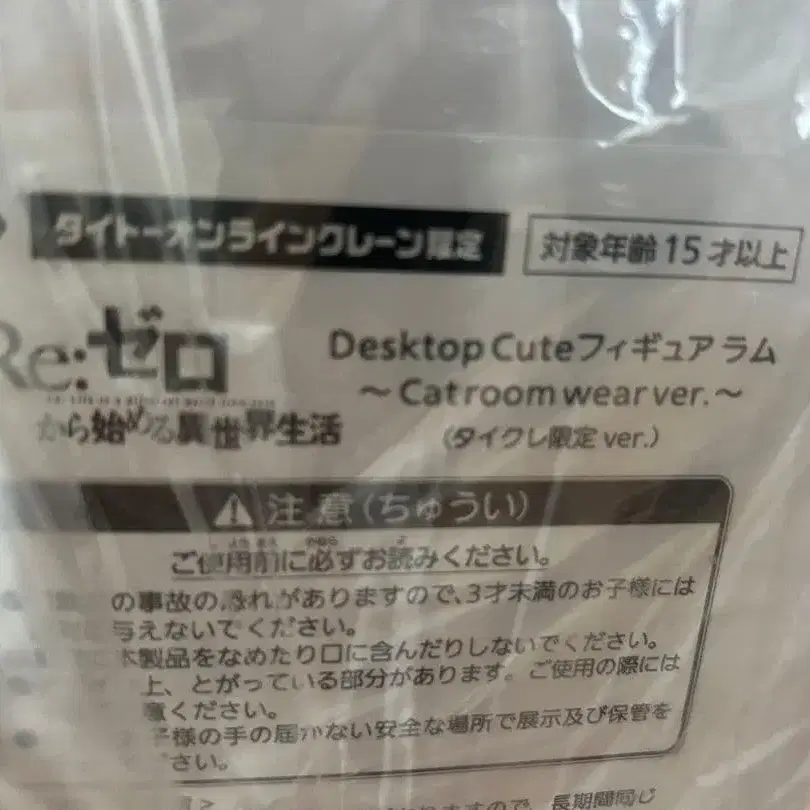 タイトーオンラインクレーン限定
対象年齢15才以上
Re:ゼロ
から始める異世界生活
Desktop Cuteフィギュア ラム
～Cat room wear ver.～
(タイクレ限定 ver.)
注意(ちゅうい)
ご使用前に必ずお読みください。
の事故の恐れがありますので、3才未満のお子様には
与えないでください。
本製品をなめたり口に含んだりしないでください。
上、とがっている部分があります。ご使用の際には
意ください。
子様の手の届かない安全な場所で展示及び保管を
さい。
ますので、長期間同じ